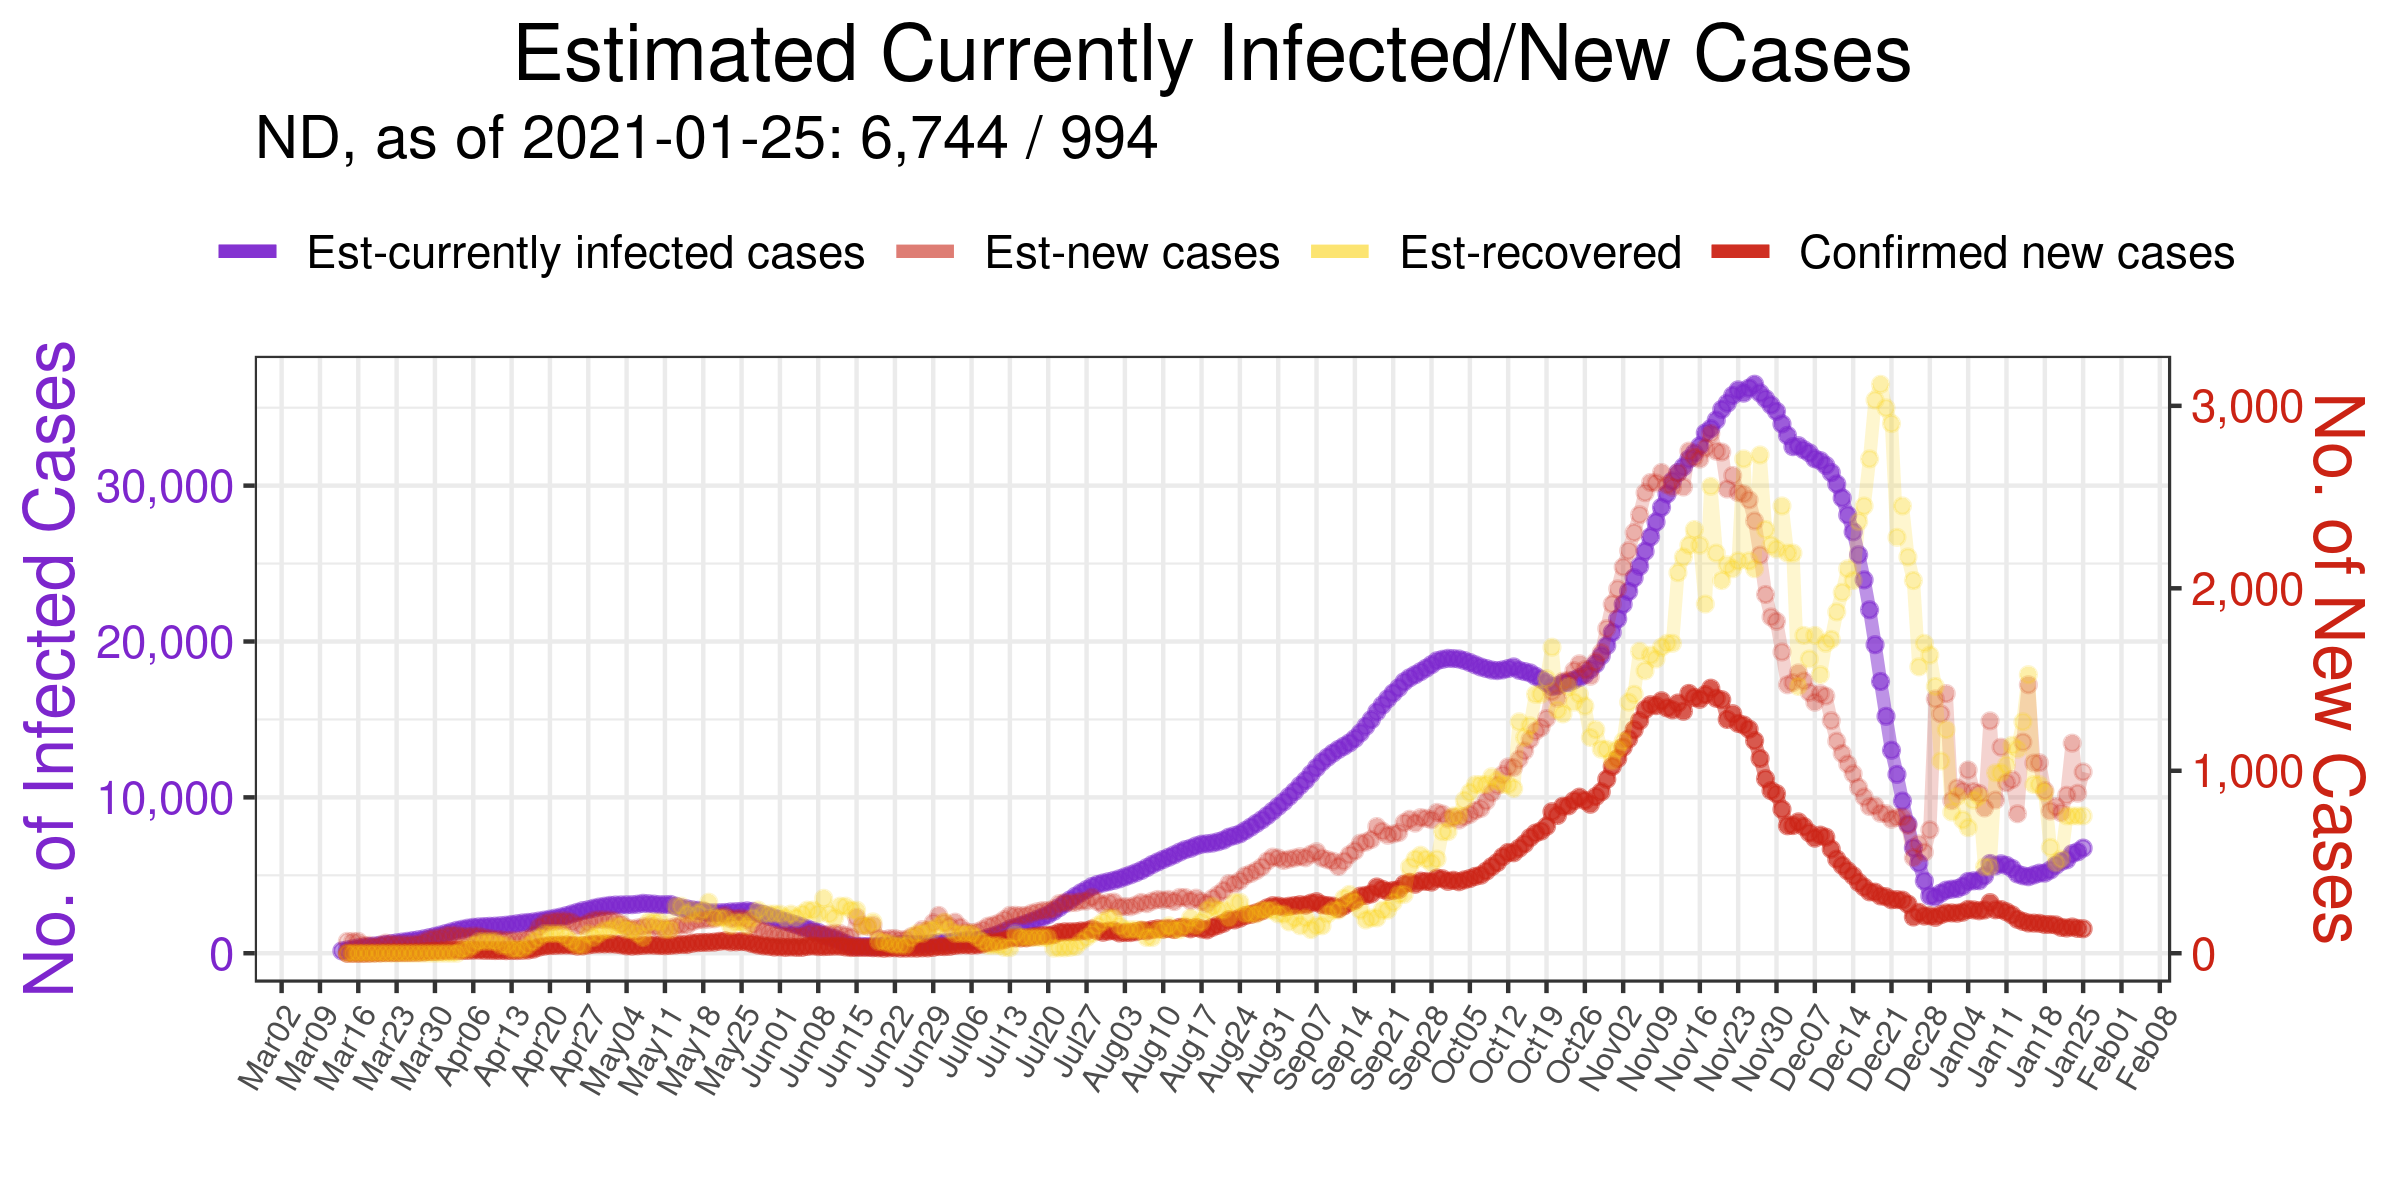 Estimated Currently Infected/New Cases
ND, as of 2021-01-25: 6,744 / 994
Est-currently infected cases Est-new cases Est-recovered Confirmed new cases
No. of Infected Cases
30,000
20,000
10,000
0
3,000
2,000
1,000
0
No. of New Cases
Mar02 Mar09 Mar16 Mar23 Mar30 Apr06 Apr13 Apr20 Apr27 May04 May11 May18 May25 Jun01 Jun08 Jun15 Jun22 Jun29 Jul06 Jul13 Jul20 Jul27 Aug03 Aug10 Aug17 Aug24 Aug31 Sep07 Sep14 Sep21 Sep28 Oct05 Oct12 Oct19 Oct26 Nov02 Nov09 Nov16 Nov23 Nov30 Dec07 Dec14 Dec21 Dec28 Jan04 Jan11 Jan18 Jan25 Feb01 Feb08